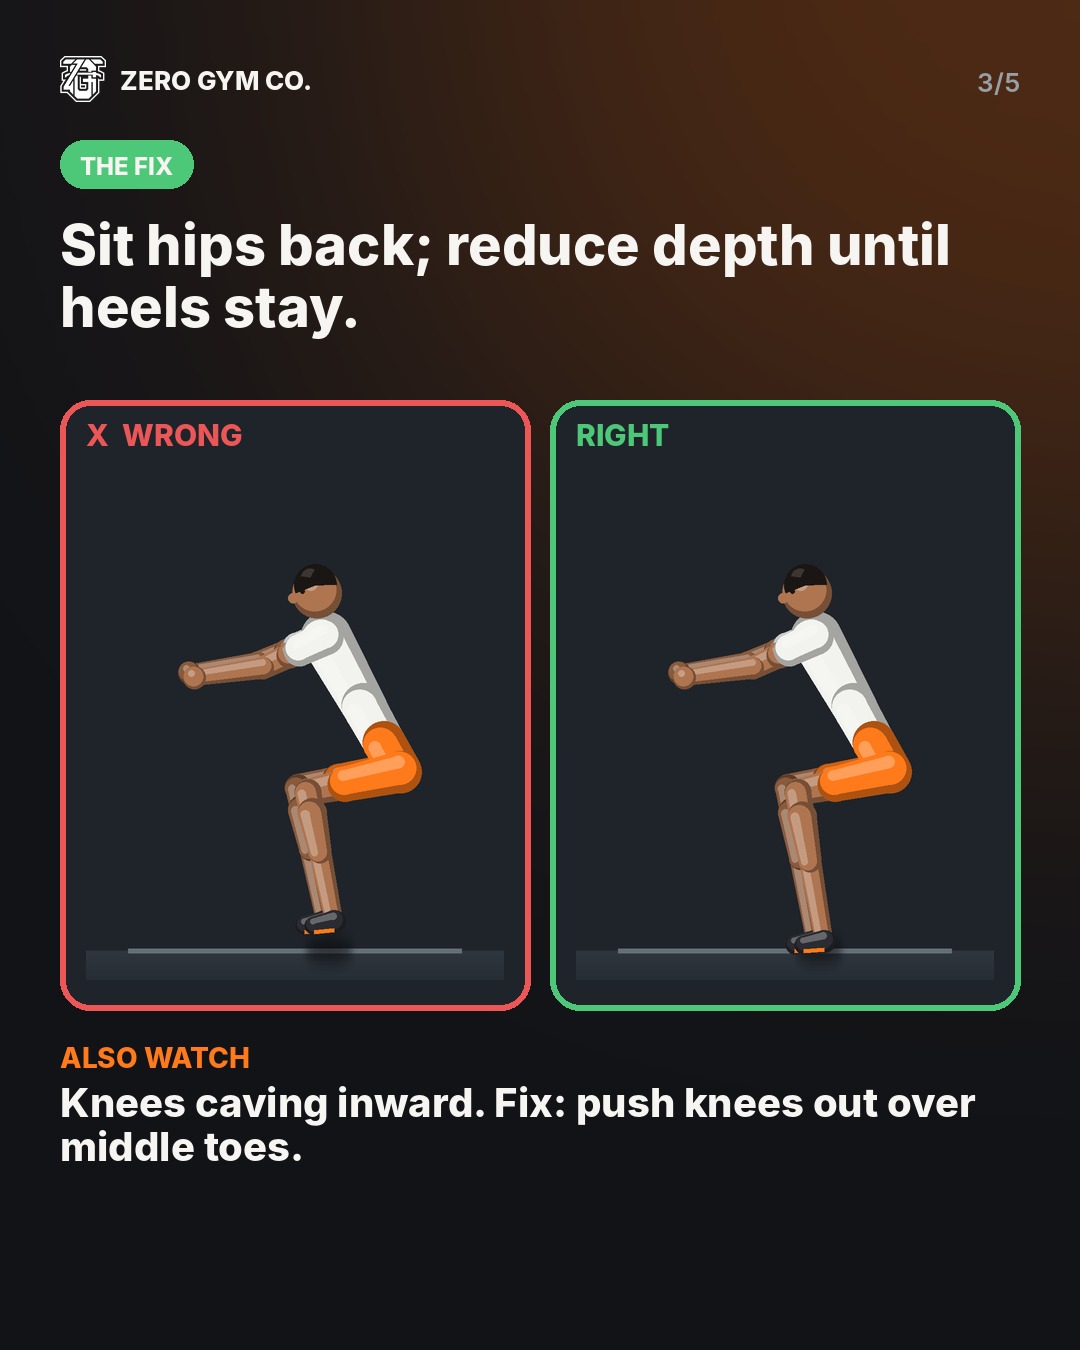 ZERO GYM CO.
3/5
THE FIX
Sit hips back; reduce depth until
heels stay.
X WRONG
RIGHT
ALSO WATCH
Knees caving inward. Fix: push knees out over
middle toes.